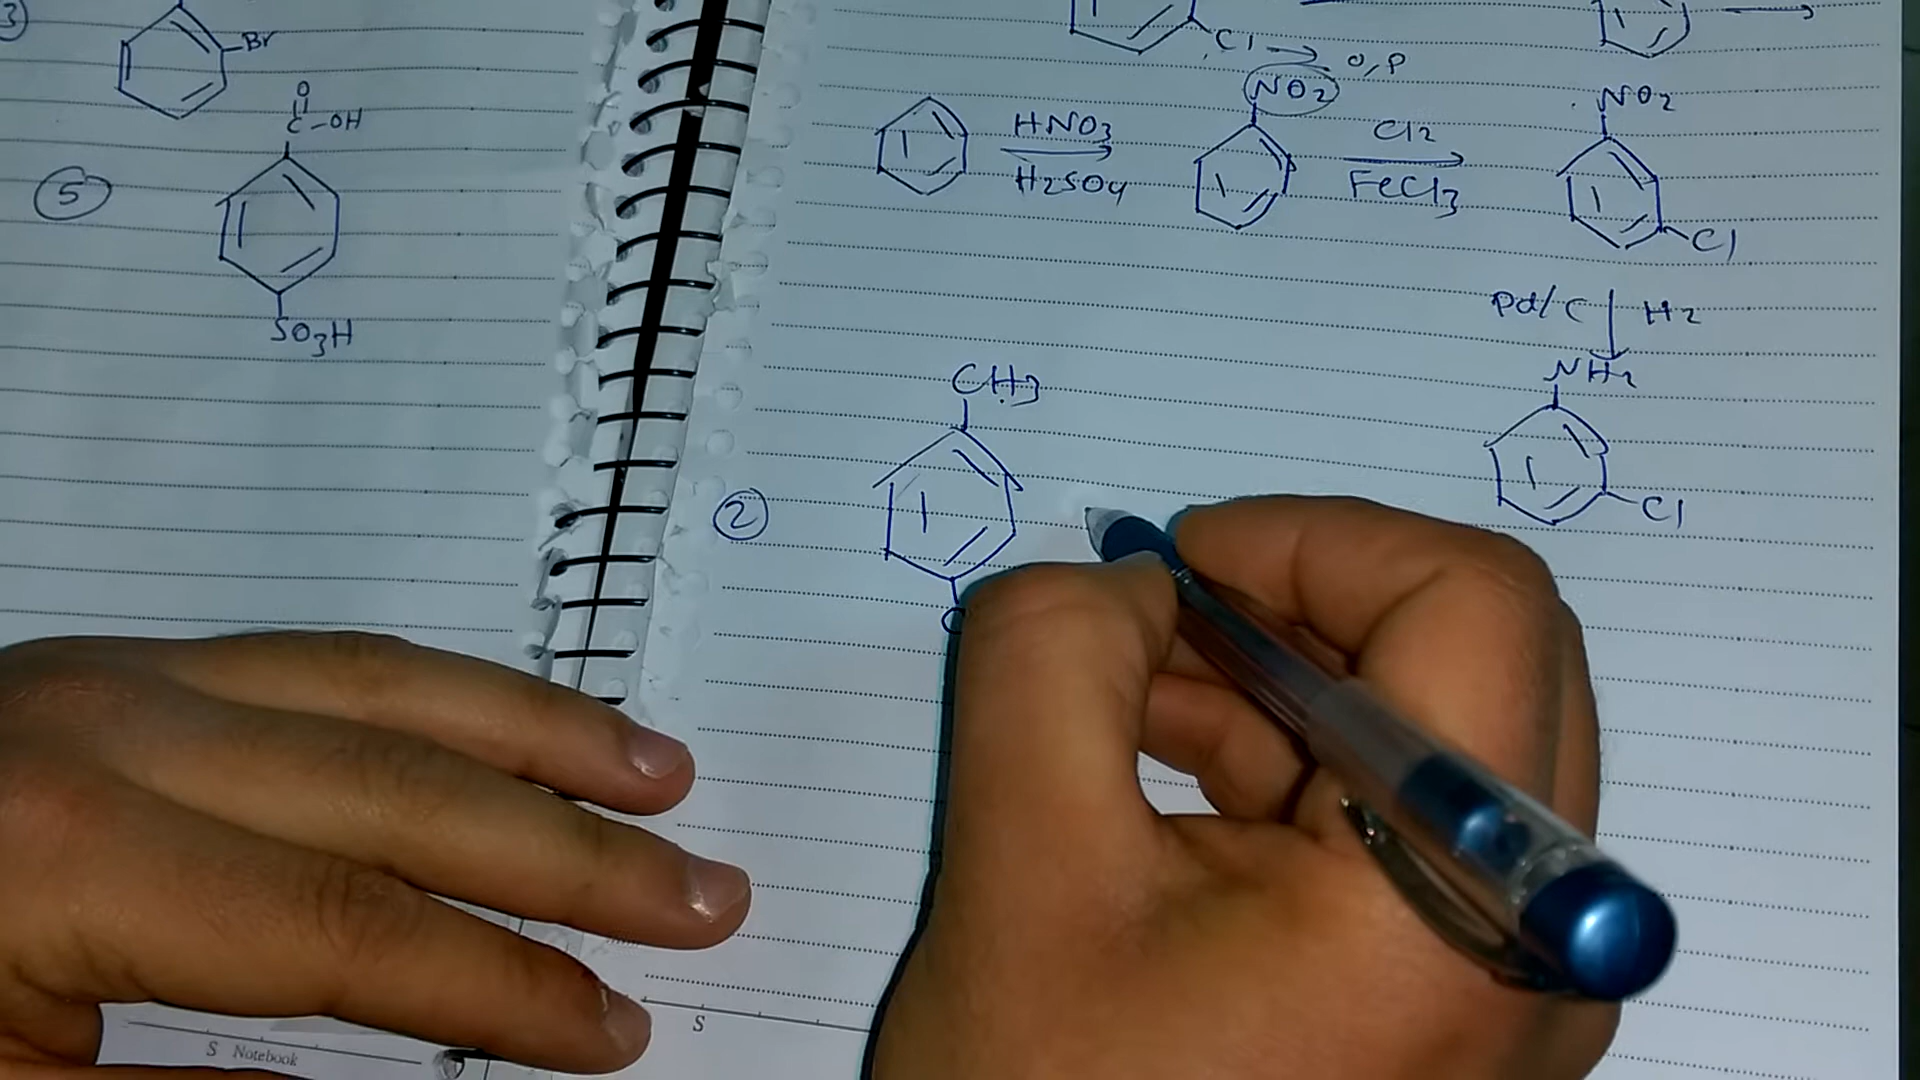 3
Br
O
C-OH
5
SO3H
Cl → O,P
HNO3
H2SO4
NO2
Cl2
FeCl3
NO2
Cl
Pd/C H2
NH2
Cl
2
CH3
S
S Notebook